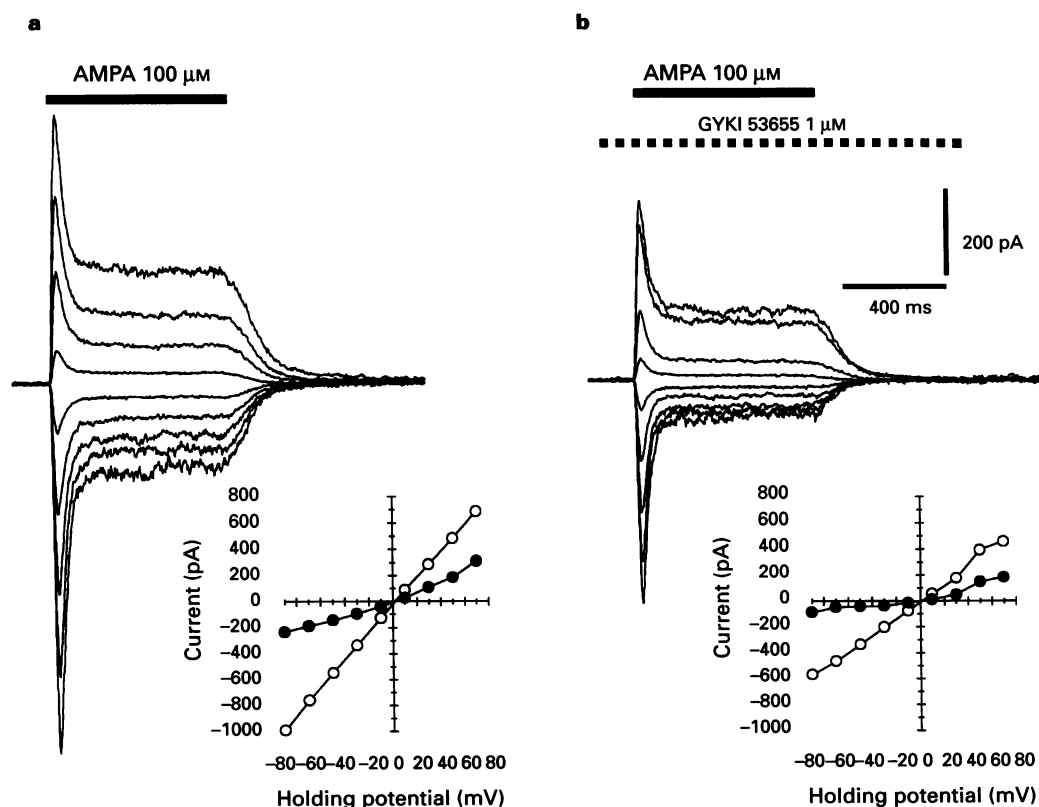 a
AMPA 100 μM
800
600
400
200
0
−200
−400
−600
−800
−1000
Current (pA)
−80 −60 −40 −20 0 20 40 60 80
Holding potential (mV)
b
AMPA 100 μM
GYKI 53655 1 μM
200 pA
400 ms
800
600
400
200
0
−200
−400
−600
−800
−1000
Current (pA)
−80 −60 −40 −20 0 20 40 60 80
Holding potential (mV)